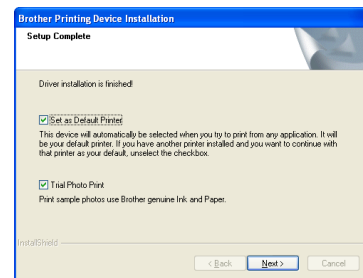 Brother Printing Device Installation
Setup Complete
Driver installation is finished!
Set as Default Printer
This device will automatically be selected when you try to print from any application. It will
be your default printer. If you have another printer installed and you want to continue with
that printer as your default, unselect the checkbox.
Trial Photo Print
Print sample photos use Brother genuine Ink and Paper.
InstallShield
< Back Next > Cancel